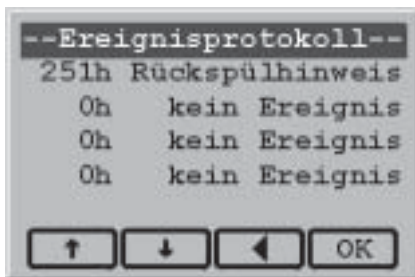 --Ereignisprotokoll--
251h Rückspülhinweis
0h kein Ereignis
0h kein Ereignis
0h kein Ereignis
↑ ↓ ◀ OK